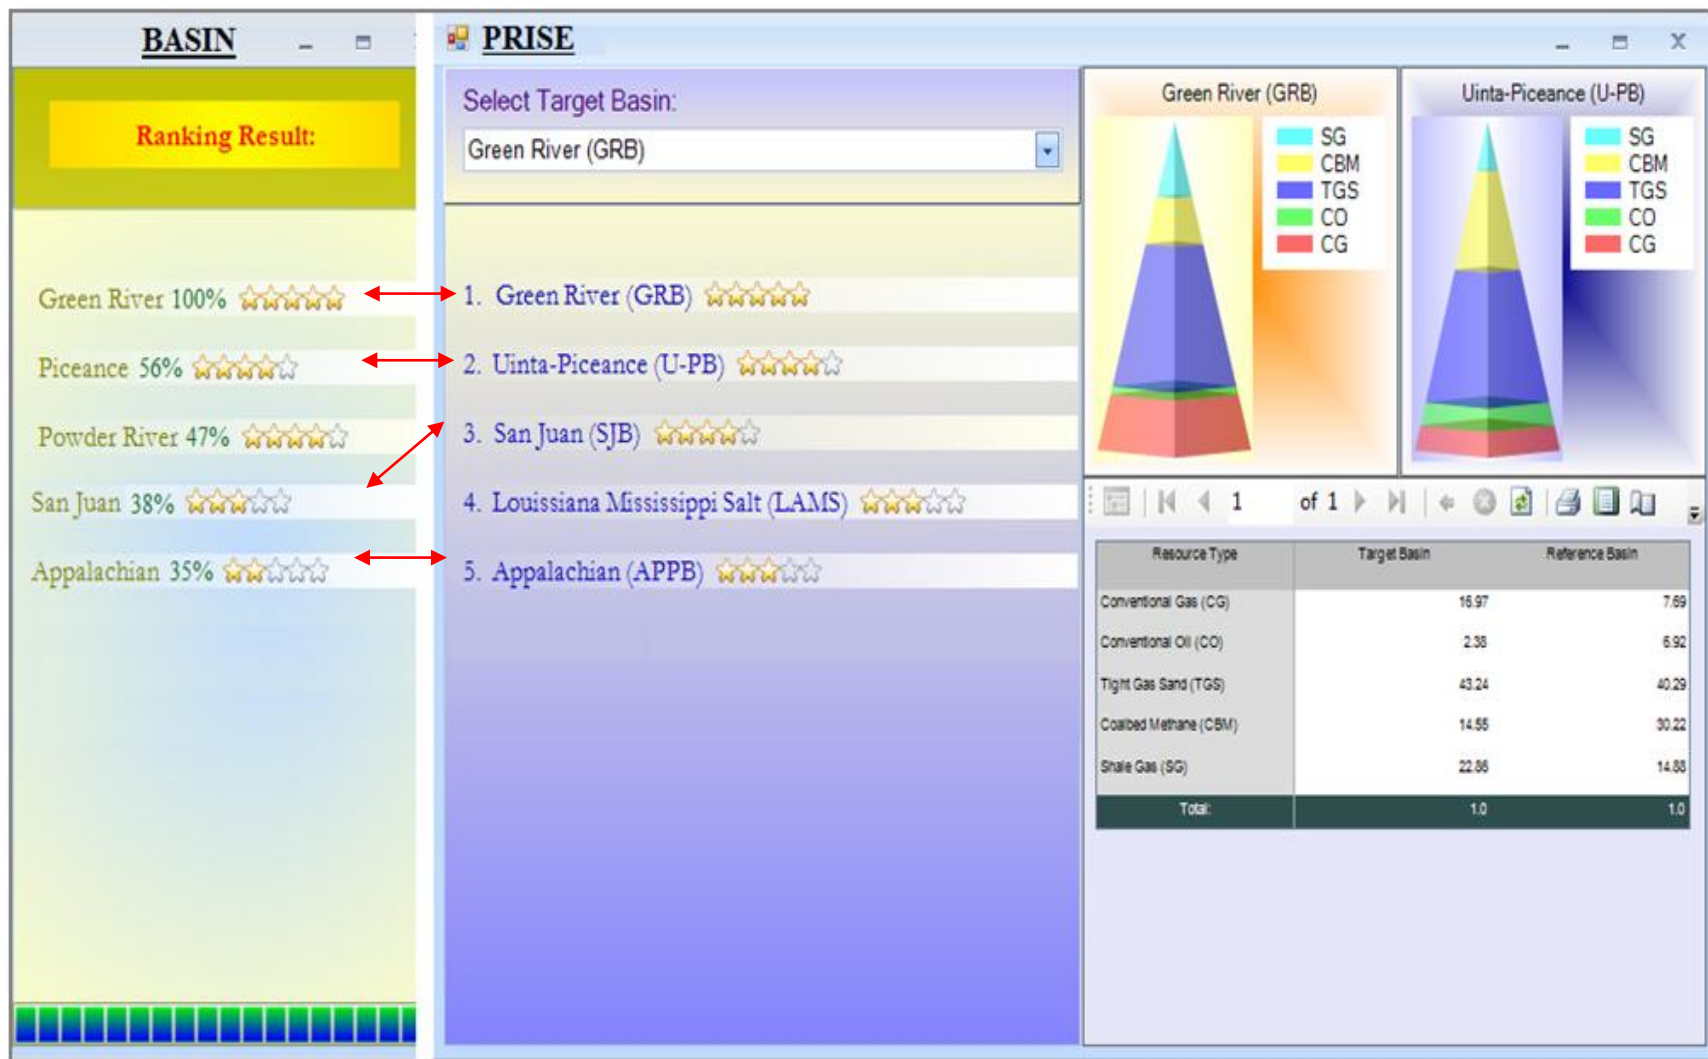 BASIN
Ranking Result:
Green River 100%
Piceance 56%
Powder River 47%
San Juan 38%
Appalachian 35%
PRISE
Select Target Basin:
Green River (GRB)
1. Green River (GRB)
2. Uinta-Piceance (U-PB)
3. San Juan (SJB)
4. Louissiana Mississippi Salt (LAMS)
5. Appalachian (APPB)
Green River (GRB)
SG
CBM
TGS
CO
CG
Uinta-Piceance (U-PB)
SG
CBM
TGS
CO
CG
1 of 1
Resource Type Target Basin Reference Basin
Conventional Gas (CG) 16.97 7.69
Conventional Oil (CO) 2.38 6.92
Tight Gas Sand (TGS) 43.24 40.29
Coalbed Methane (CBM) 14.55 30.22
Shale Gas (SG) 22.86 14.88
Total: 1.0 1.0